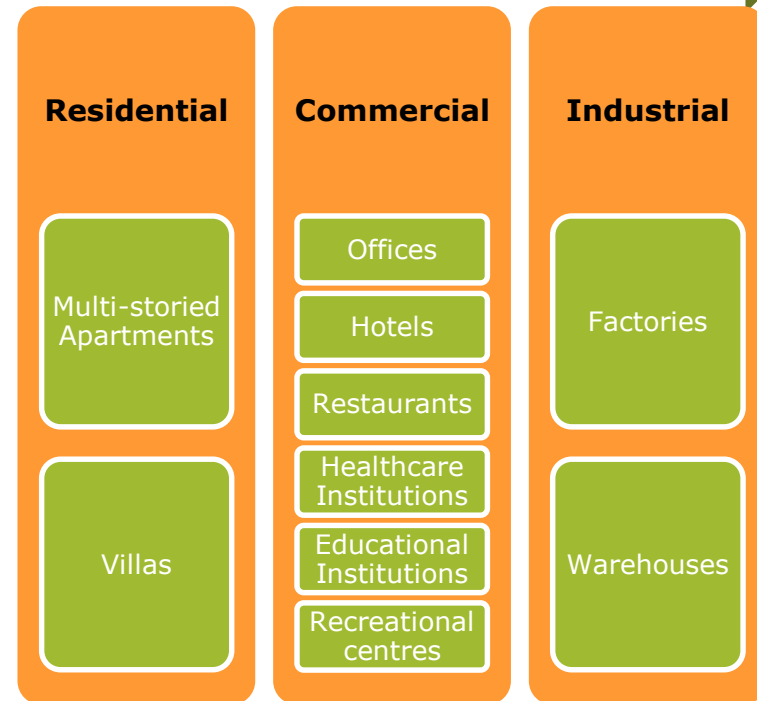 Residential
Multi-storied
Apartments
Villas
Commercial
Offices
Hotels
Restaurants
Healthcare
Institutions
Educational
Institutions
Recreational
centres
Industrial
Factories
Warehouses